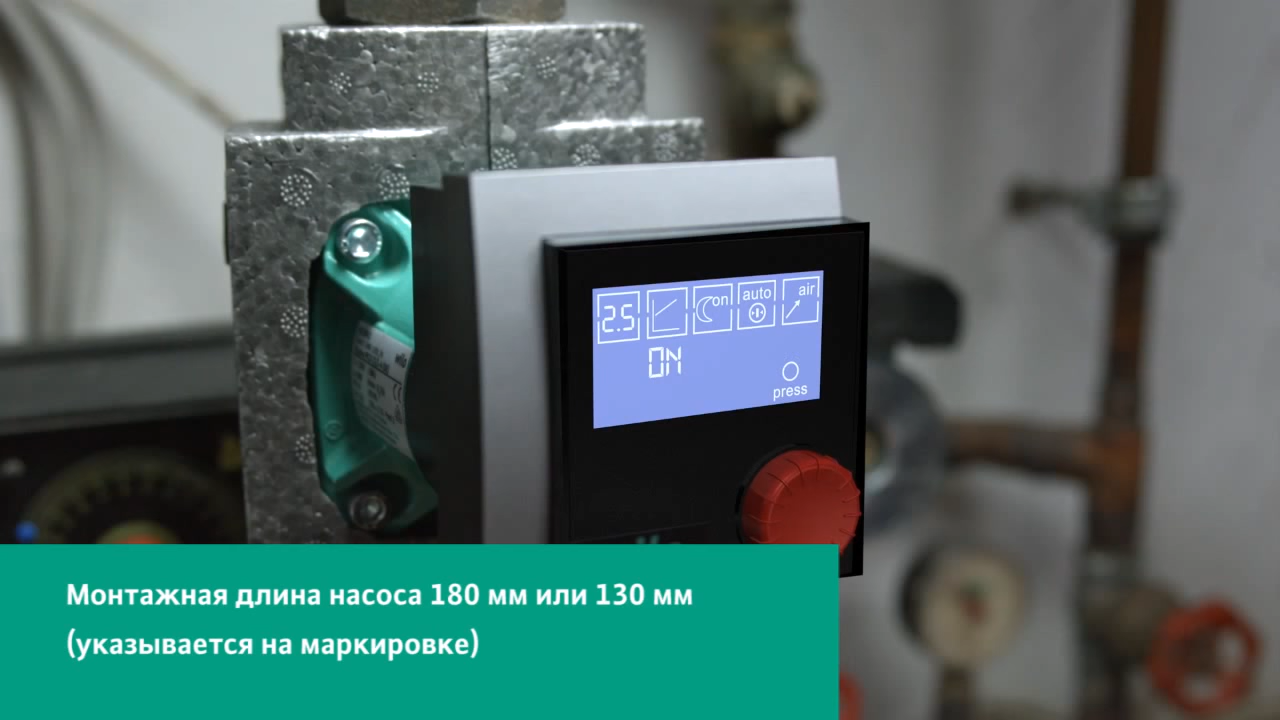 2.5 on auto air
ON
press
Монтажная длина насоса 180 мм или 130 мм
(указывается на маркировке)